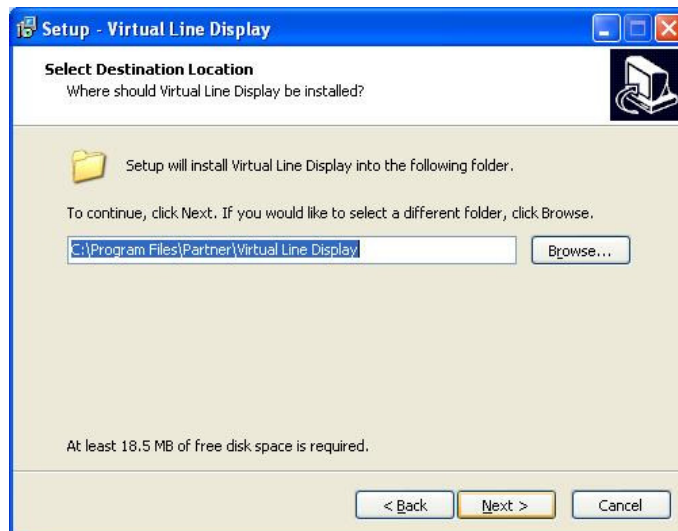 Setup - Virtual Line Display
Select Destination Location
Where should Virtual Line Display be installed?
Setup will install Virtual Line Display into the following folder.
To continue, click Next. If you would like to select a different folder, click Browse.
C:\Program Files\Partner\Virtual Line Display
Browse...
At least 18.5 MB of free disk space is required.
< Back Next > Cancel